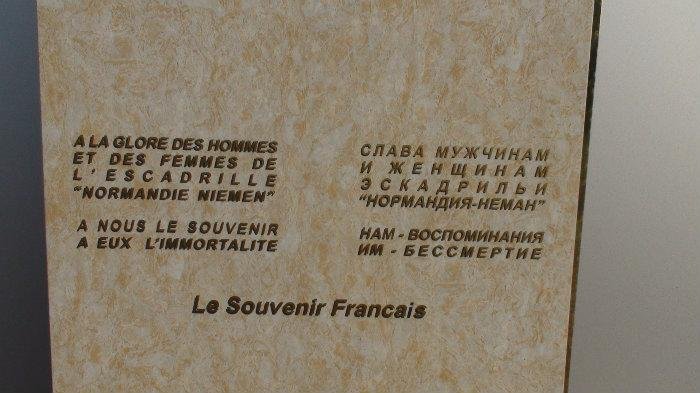 A LA GLORE DES HOMMES
ET DES FEMMES DE
L'ESCADRILLE
"NORMANDIE NIEMEN"
A NOUS LE SOUVENIR
A EUX L'IMMORTALITE
СЛАВА МУЖЧИНАМ
И ЖЕНЩИНАМ
ЭСКАДРИЛЬИ
"НОРМАНДИЯ-НЕМАН"
НАМ - ВОСПОМИНАНИЯ
ИМ - БЕССМЕРТИЕ
Le Souvenir Francais